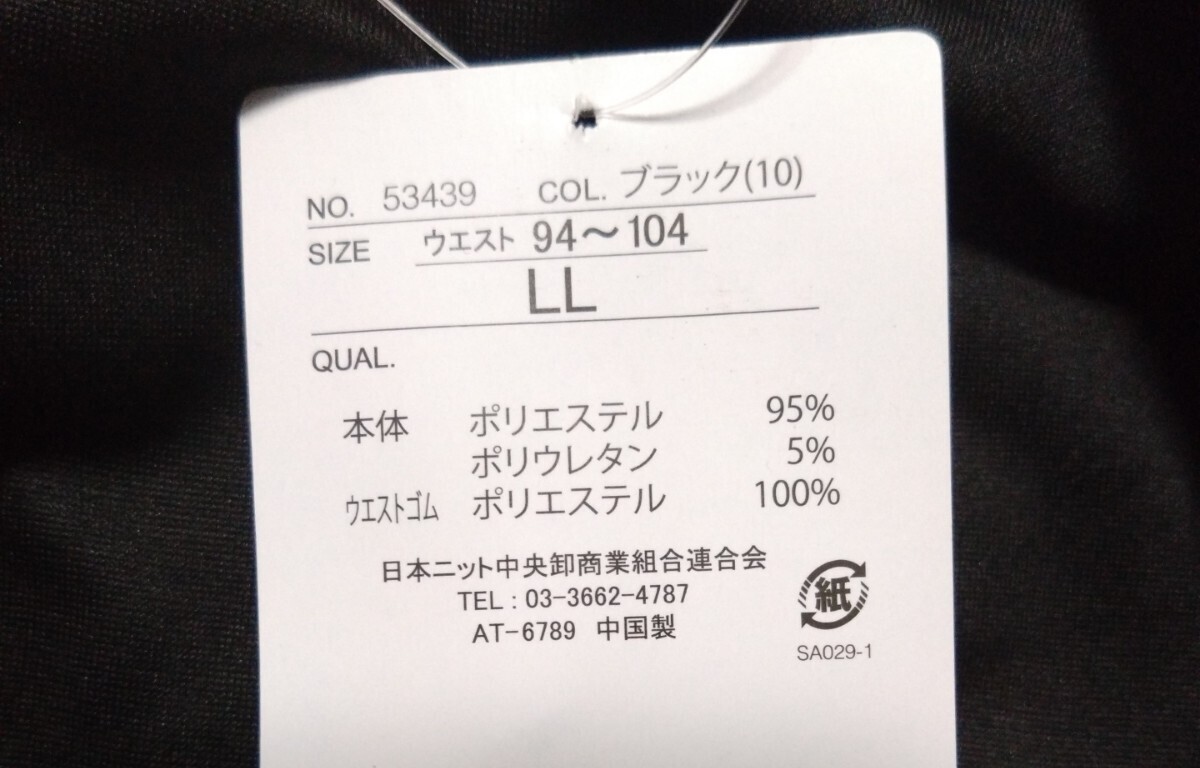 NO. 53439 COL. ブラック(10)
SIZE ウエスト 94～104
LL
QUAL.
本体 ポリエステル 95%
ポリウレタン 5%
ウエストゴム ポリエステル 100%
日本ニット中央卸商業組合連合会
TEL : 03-3662-4787
AT-6789 中国製
紙
SA029-1